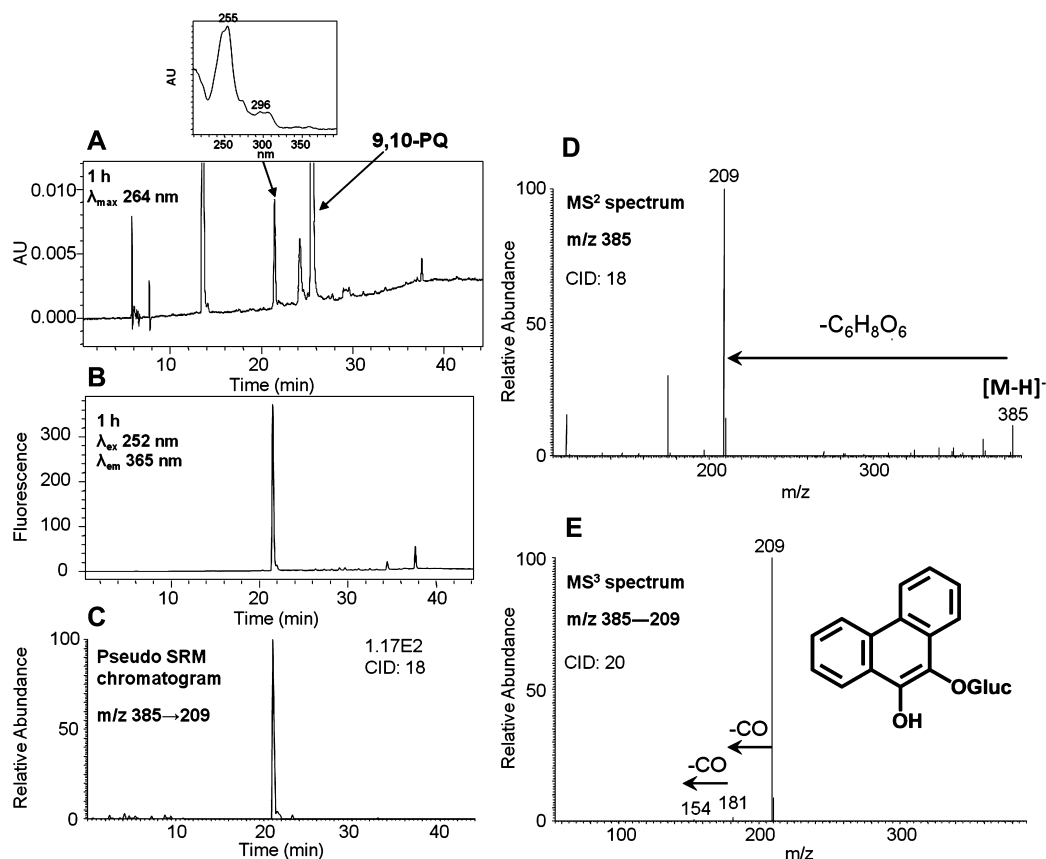 255
AU
296
250 300 350
nm
A
9,10-PQ
1 h
λmax 264 nm
0.010
AU
0.005
0.000
10 20 30 40
Time (min)
B
1 h
λex 252 nm
λem 365 nm
Fluorescence
300
200
100
0
10 20 30 40
Time (min)
C
Pseudo SRM
chromatogram
m/z 385→209
1.17E2
CID: 18
Relative Abundance
100
50
0
10 20 30 40
Time (min)
D
209
MS² spectrum
m/z 385
CID: 18
-C₆H₈O₆
[M-H]⁻
385
Relative Abundance
100
50
0
200 300
m/z
E
209
MS³ spectrum
m/z 385—209
CID: 20
OGluc
OH
-CO
-CO
154 181
Relative Abundance
100
50
0
100 200 300
m/z